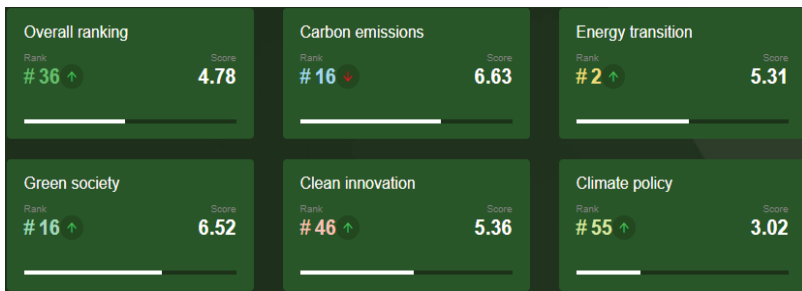 Overall ranking
Rank Score
# 36 ↑ 4.78
Carbon emissions
Rank Score
# 16 ↓ 6.63
Energy transition
Rank Score
# 2 ↑ 5.31
Green society
Rank Score
# 16 ↑ 6.52
Clean innovation
Rank Score
# 46 ↑ 5.36
Climate policy
Rank Score
# 55 ↑ 3.02